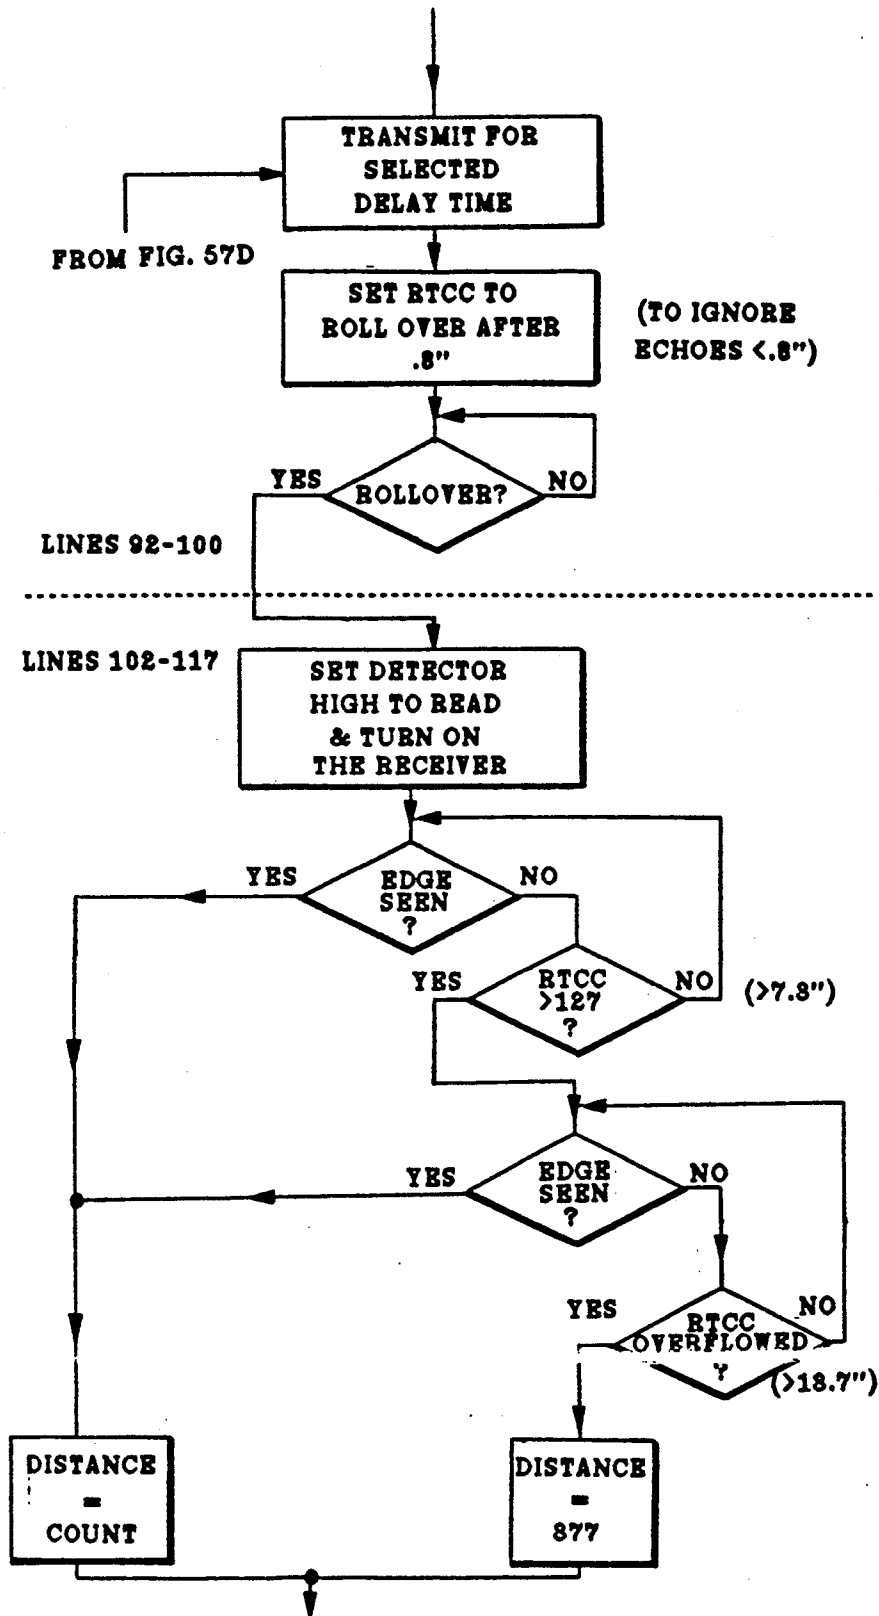 TRANSMIT FOR
SELECTED
DELAY TIME
FROM FIG. 57D
SET RTCC TO
ROLL OVER AFTER
.8"
(TO IGNORE
ECHOES <.8")
YES
ROLLOVER?
NO
LINES 92-100
LINES 102-117
SET DETECTOR
HIGH TO READ
& TURN ON
THE RECEIVER
YES
EDGE
SEEN
?
NO
YES
RTCC
>127
?
NO
(>7.8")
YES
EDGE
SEEN
?
NO
YES
RTCC
OVERFLOWED
?
NO
(>18.7")
DISTANCE
=
COUNT
DISTANCE
=
877